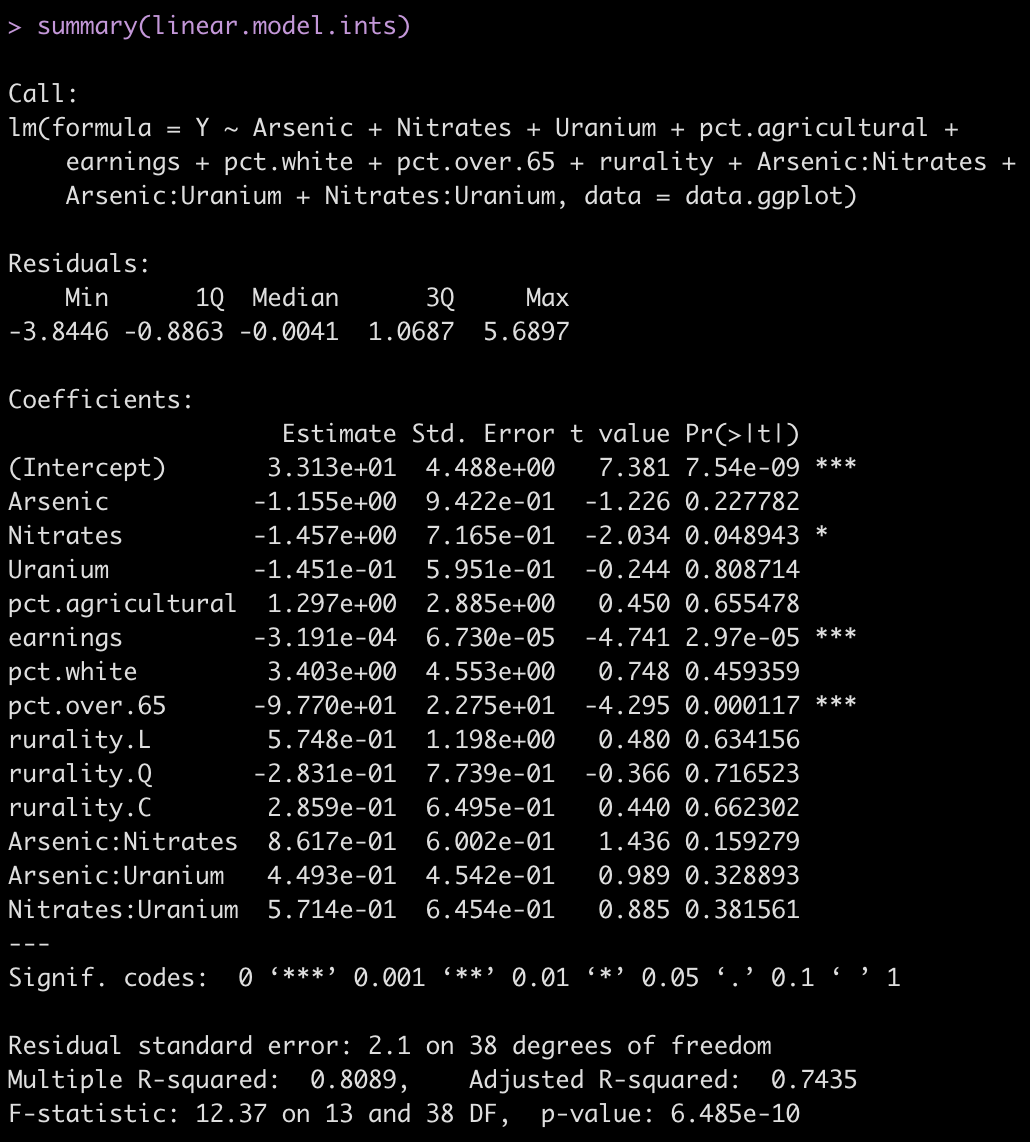 > summary(linear.model.ints)

Call:
lm(formula = Y ~ Arsenic + Nitrates + Uranium + pct.agricultural +
    earnings + pct.white + pct.over.65 + rurality + Arsenic:Nitrates +
    Arsenic:Uranium + Nitrates:Uranium, data = data.ggplot)

Residuals:
    Min      1Q  Median      3Q     Max
-3.8446 -0.8863 -0.0041  1.0687  5.6897

Coefficients:
                   Estimate Std. Error t value Pr(>|t|)
(Intercept)       3.313e+01  4.488e+00   7.381 7.54e-09 ***
Arsenic          -1.155e+00  9.422e-01  -1.226 0.227782
Nitrates         -1.457e+00  7.165e-01  -2.034 0.048943 *
Uranium          -1.451e-01  5.951e-01  -0.244 0.808714
pct.agricultural  1.297e+00  2.885e+00   0.450 0.655478
earnings         -3.191e-04  6.730e-05  -4.741 2.97e-05 ***
pct.white         3.403e+00  4.553e+00   0.748 0.459359
pct.over.65      -9.770e+01  2.275e+01  -4.295 0.000117 ***
rurality.L        5.748e-01  1.198e+00   0.480 0.634156
rurality.Q       -2.831e-01  7.739e-01  -0.366 0.716523
rurality.C        2.859e-01  6.495e-01   0.440 0.662302
Arsenic:Nitrates  8.617e-01  6.002e-01   1.436 0.159279
Arsenic:Uranium   4.493e-01  4.542e-01   0.989 0.328893
Nitrates:Uranium  5.714e-01  6.454e-01   0.885 0.381561
---
Signif. codes:  0 ‘***’ 0.001 ‘**’ 0.01 ‘*’ 0.05 ‘.’ 0.1 ‘ ’ 1

Residual standard error: 2.1 on 38 degrees of freedom
Multiple R-squared:  0.8089,    Adjusted R-squared:  0.7435
F-statistic: 12.37 on 13 and 38 DF,  p-value: 6.485e-10